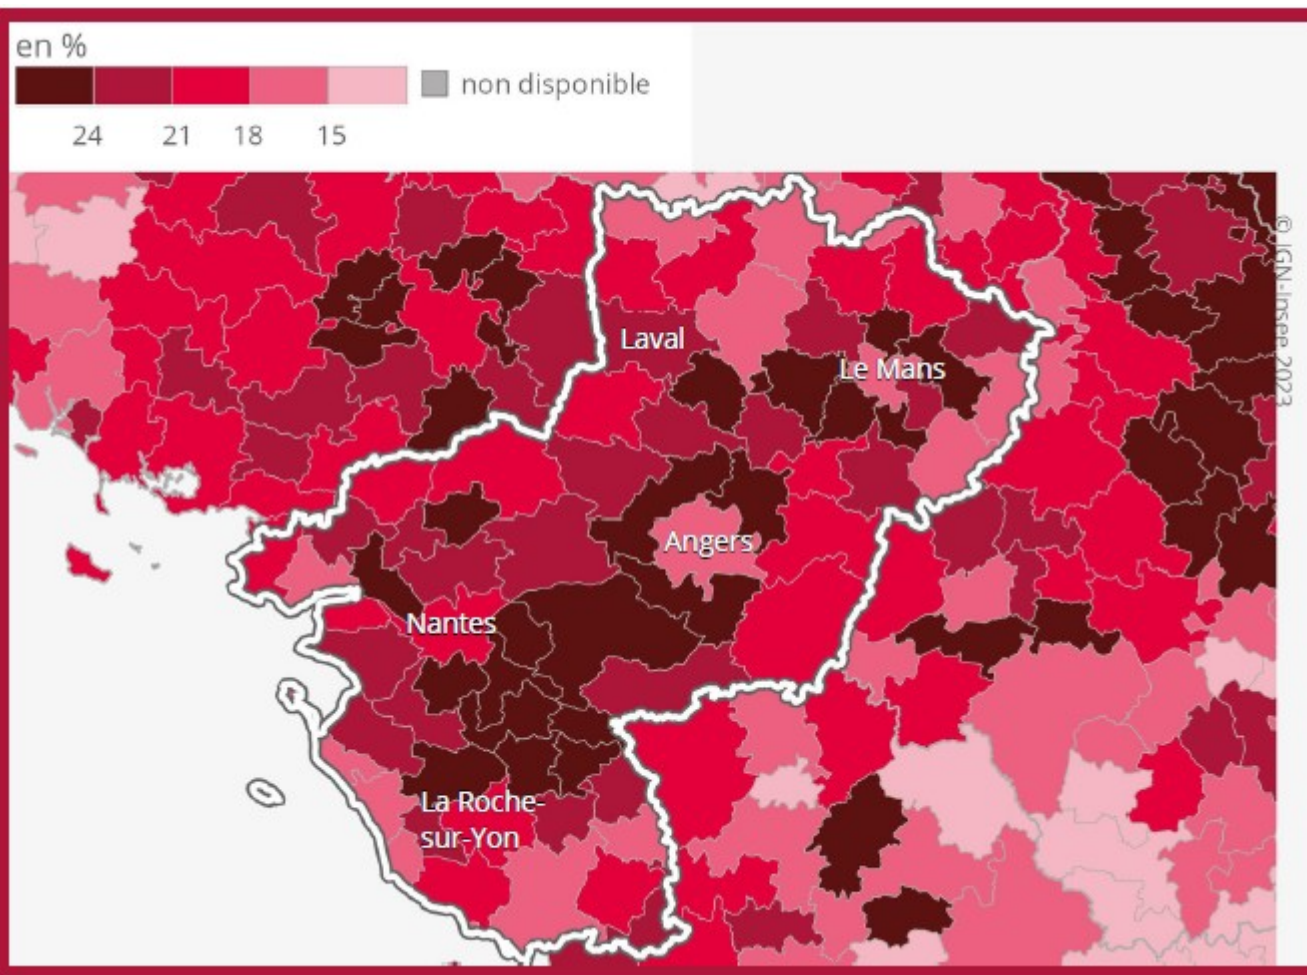 en %
non disponible
24 21 18 15
© IGN-Insee 2023
Laval
Le Mans
Angers
Nantes
La Roche-
sur-Yon